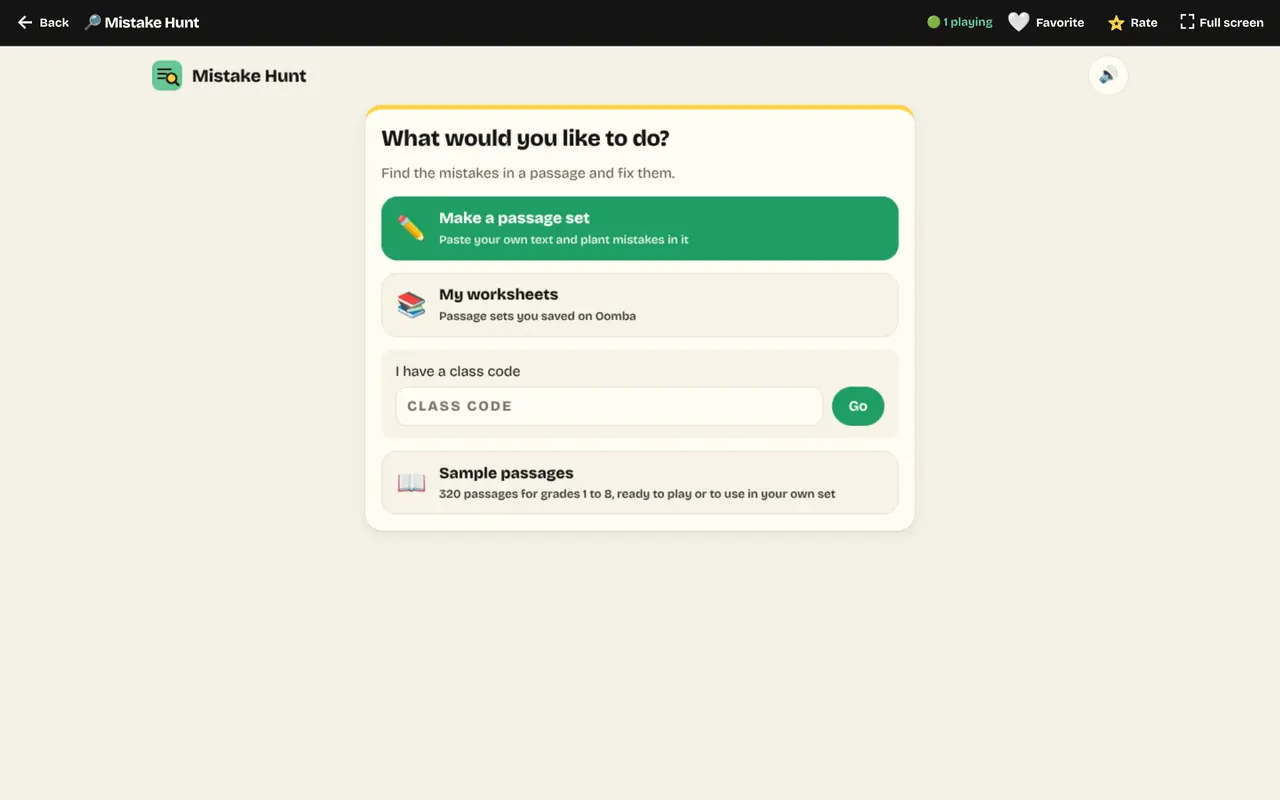 Back
Mistake Hunt
1 playing
Favorite
Rate
Full screen
Mistake Hunt
What would you like to do?
Find the mistakes in a passage and fix them.
Make a passage set
Paste your own text and plant mistakes in it
My worksheets
Passage sets you saved on Oomba
I have a class code
CLASS CODE
Go
Sample passages
320 passages for grades 1 to 8, ready to play or to use in your own set